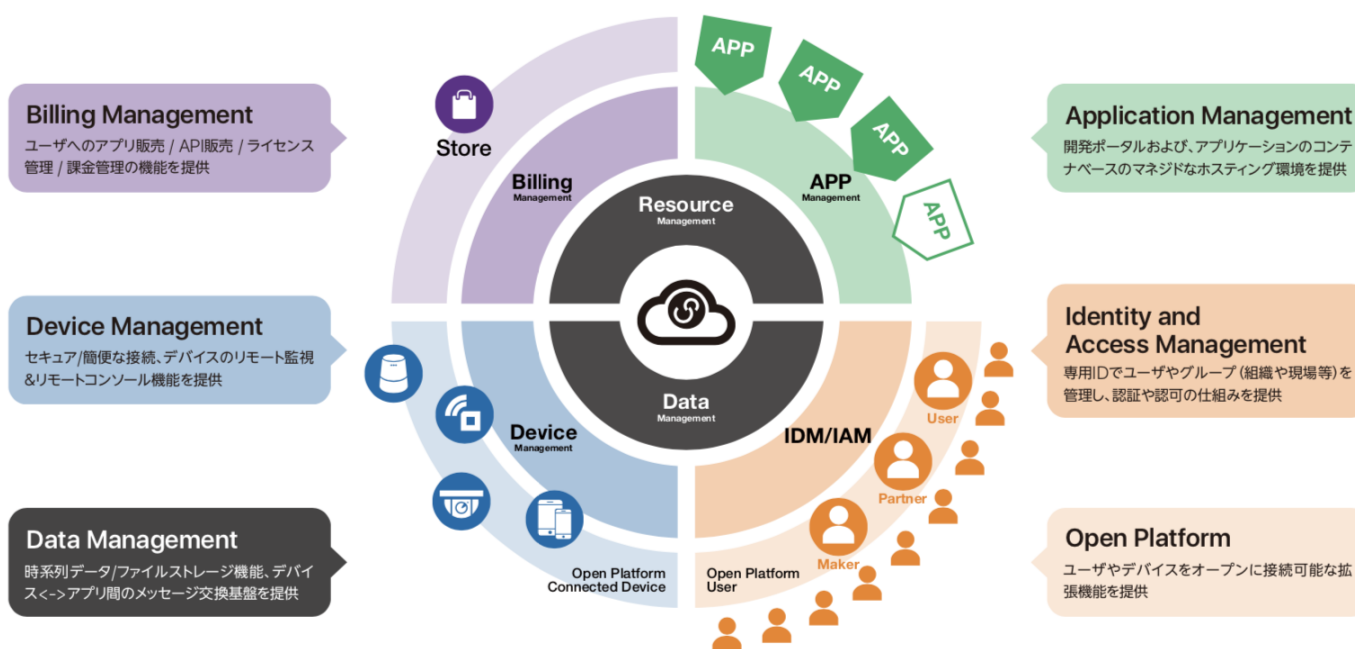 Billing Management
ユーザへのアプリ販売 / API販売 / ライセンス
管理 / 課金管理の機能を提供
Device Management
セキュア/簡便な接続、デバイスのリモート監視
&リモートコンソール機能を提供
Data Management
時系列データ/ファイルストレージ機能、デバイ
ス<->アプリ間のメッセージ交換基盤を提供
Store
Billing
Management
APP
APP
APP
APP
APP
Management
Resource
Management
Data
Management
Device
Management
IDM/IAM
User
Partner
Maker
Open Platform
Connected Device
Open Platform
User
Application Management
開発ポータルおよび、アプリケーションのコンテ
ナベースのマネジドなホスティング環境を提供
Identity and
Access Management
専用IDでユーザやグループ（組織や現場等）を
管理し、認証や認可の仕組みを提供
Open Platform
ユーザやデバイスをオープンに接続可能な拡
張機能を提供